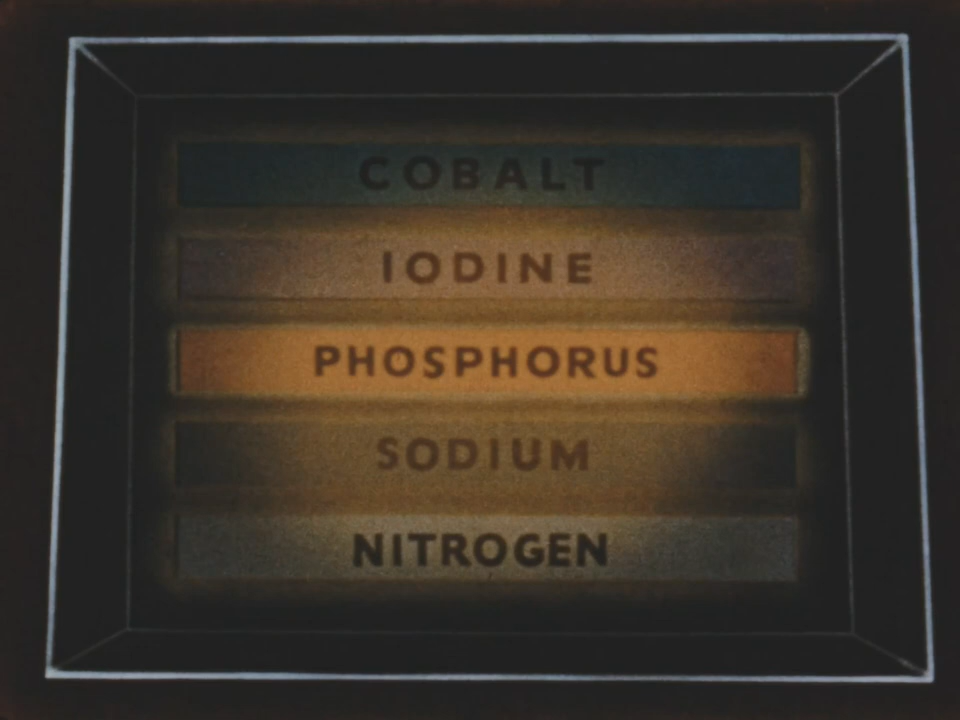 COBALT
IODINE
PHOSPHORUS
SODIUM
NITROGEN